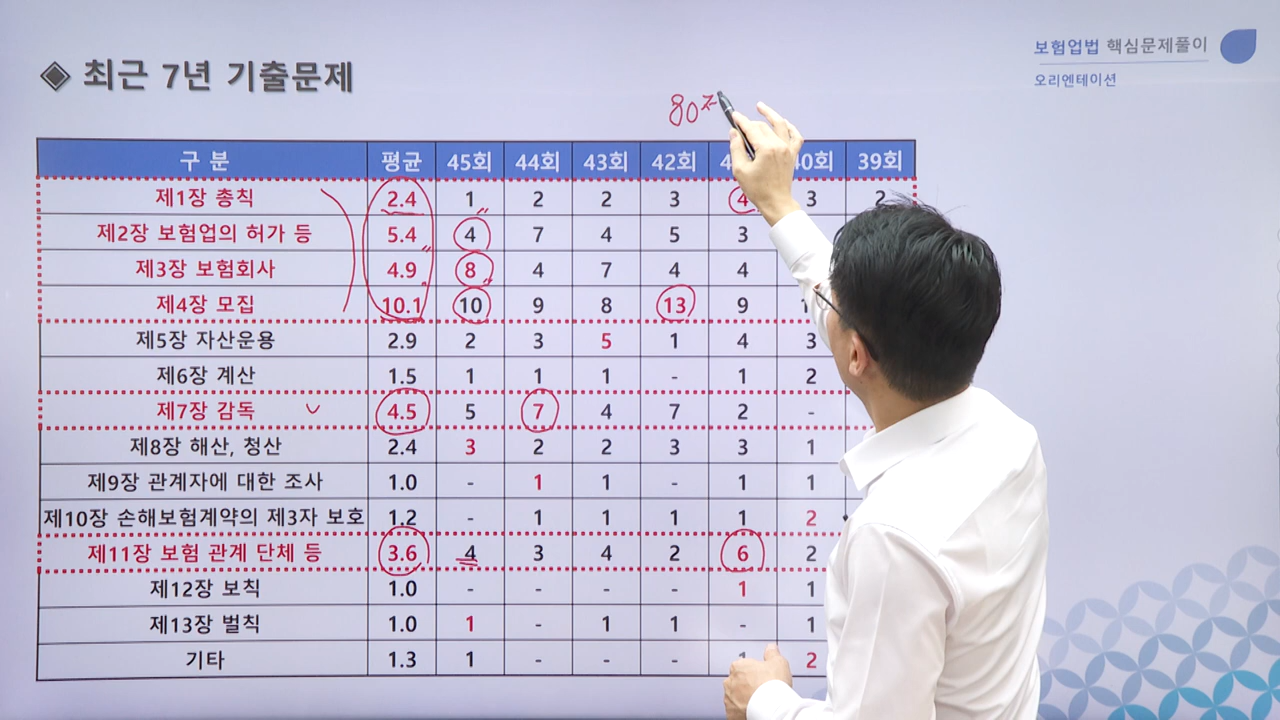 최근 7년 기출문제
보험업법 핵심문제풀이
오리엔테이션
80
구 분 평균 45회 44회 43회 42회 40회 39회
제1장 총칙 2.4 1 2 2 3 4 3 2
제2장 보험업의 허가 등 5.4 4 7 4 5 3
제3장 보험회사 4.9 8 4 7 4 4
제4장 모집 10.1 10 9 8 13 9
제5장 자산운용 2.9 2 3 5 1 4 3
제6장 계산 1.5 1 1 1 - 1 2
제7장 감독 4.5 5 7 4 7 2 -
제8장 해산, 청산 2.4 3 2 2 3 3 1
제9장 관계자에 대한 조사 1.0 - 1 1 - 1 1
제10장 손해보험계약의 제3자 보호 1.2 - 1 1 1 1 2
제11장 보험 관계 단체 등 3.6 4 3 4 2 6 2
제12장 보칙 1.0 - - - - 1 1
제13장 벌칙 1.0 1 - 1 1 - 1
기타 1.3 1 - - - 1 2